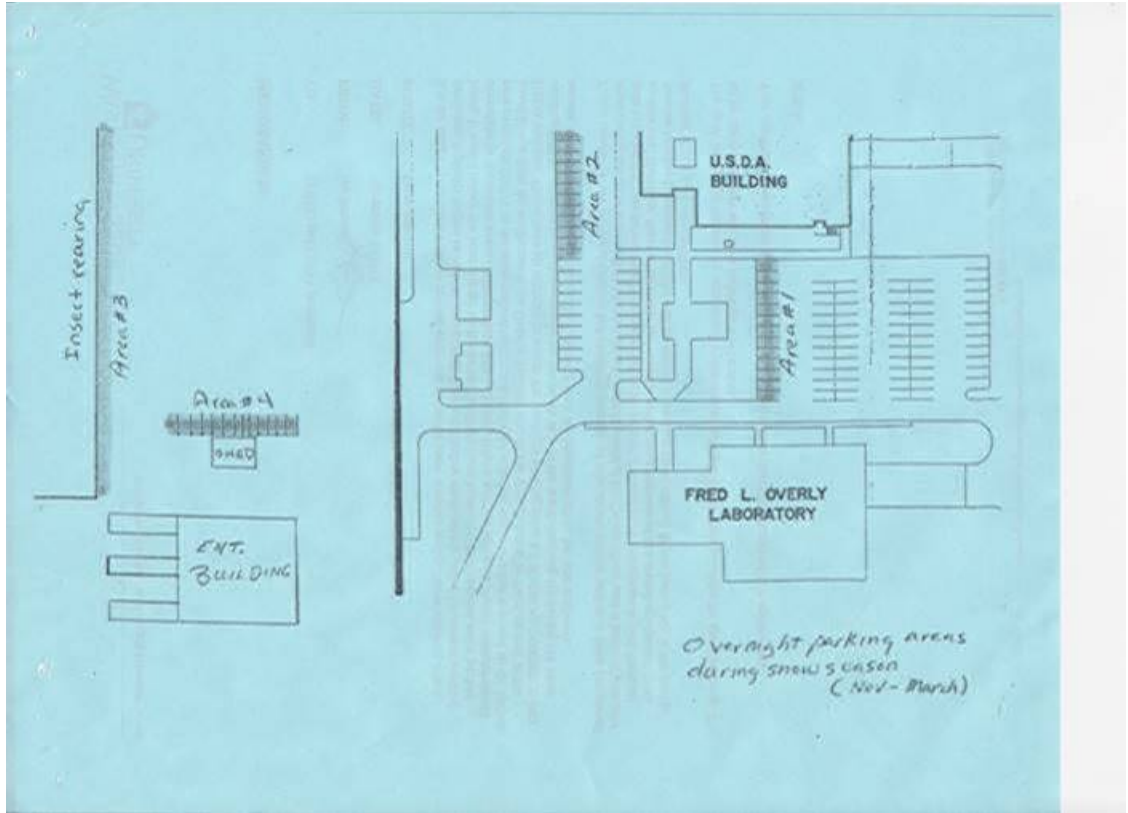 Insect rearing
Area #3
Area #4
SHED
ENT.
BUILDING
Area #2
U.S.D.A.
BUILDING
Area #1
FRED L. OVERLY
LABORATORY
Overnight parking areas
during snow season
(Nov - March)